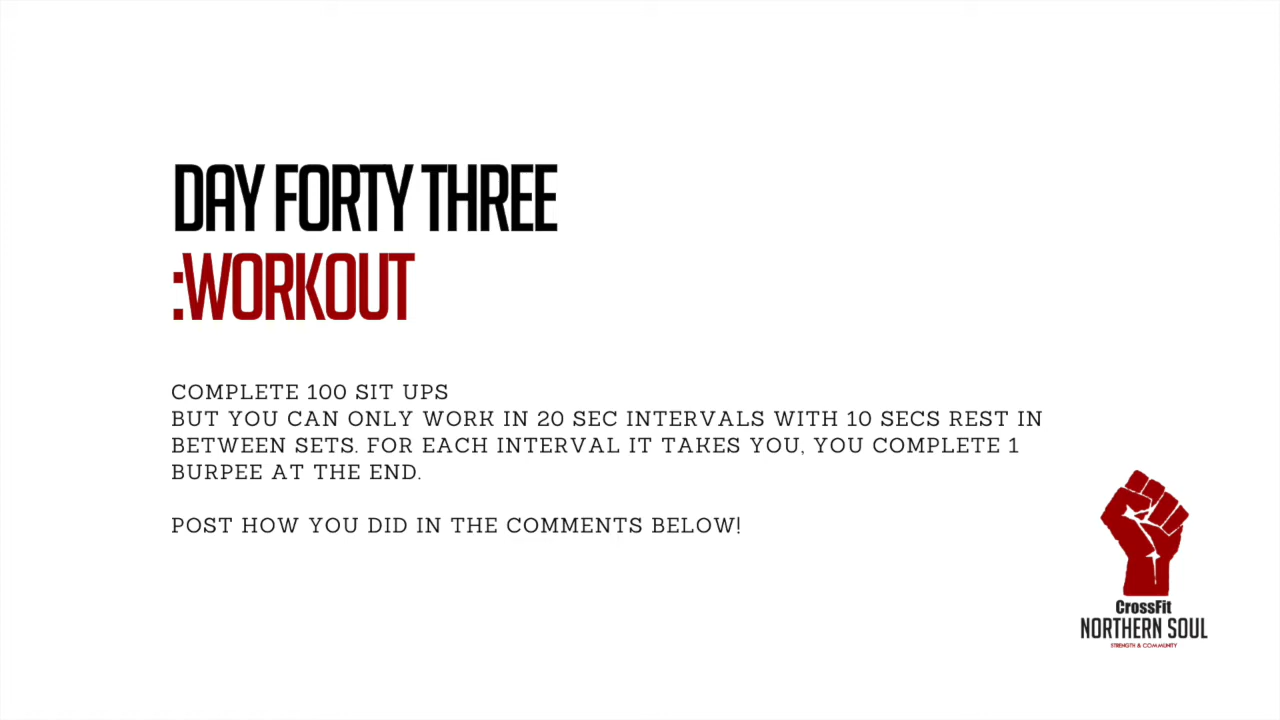 DAY FORTY THREE
:WORKOUT
COMPLETE 100 SIT UPS
BUT YOU CAN ONLY WORK IN 20 SEC INTERVALS WITH 10 SECS REST IN
BETWEEN SETS. FOR EACH INTERVAL IT TAKES YOU, YOU COMPLETE 1
BURPEE AT THE END.
POST HOW YOU DID IN THE COMMENTS BELOW!
CrossFit
NORTHERN SOUL
STRENGTH & COMMUNITY